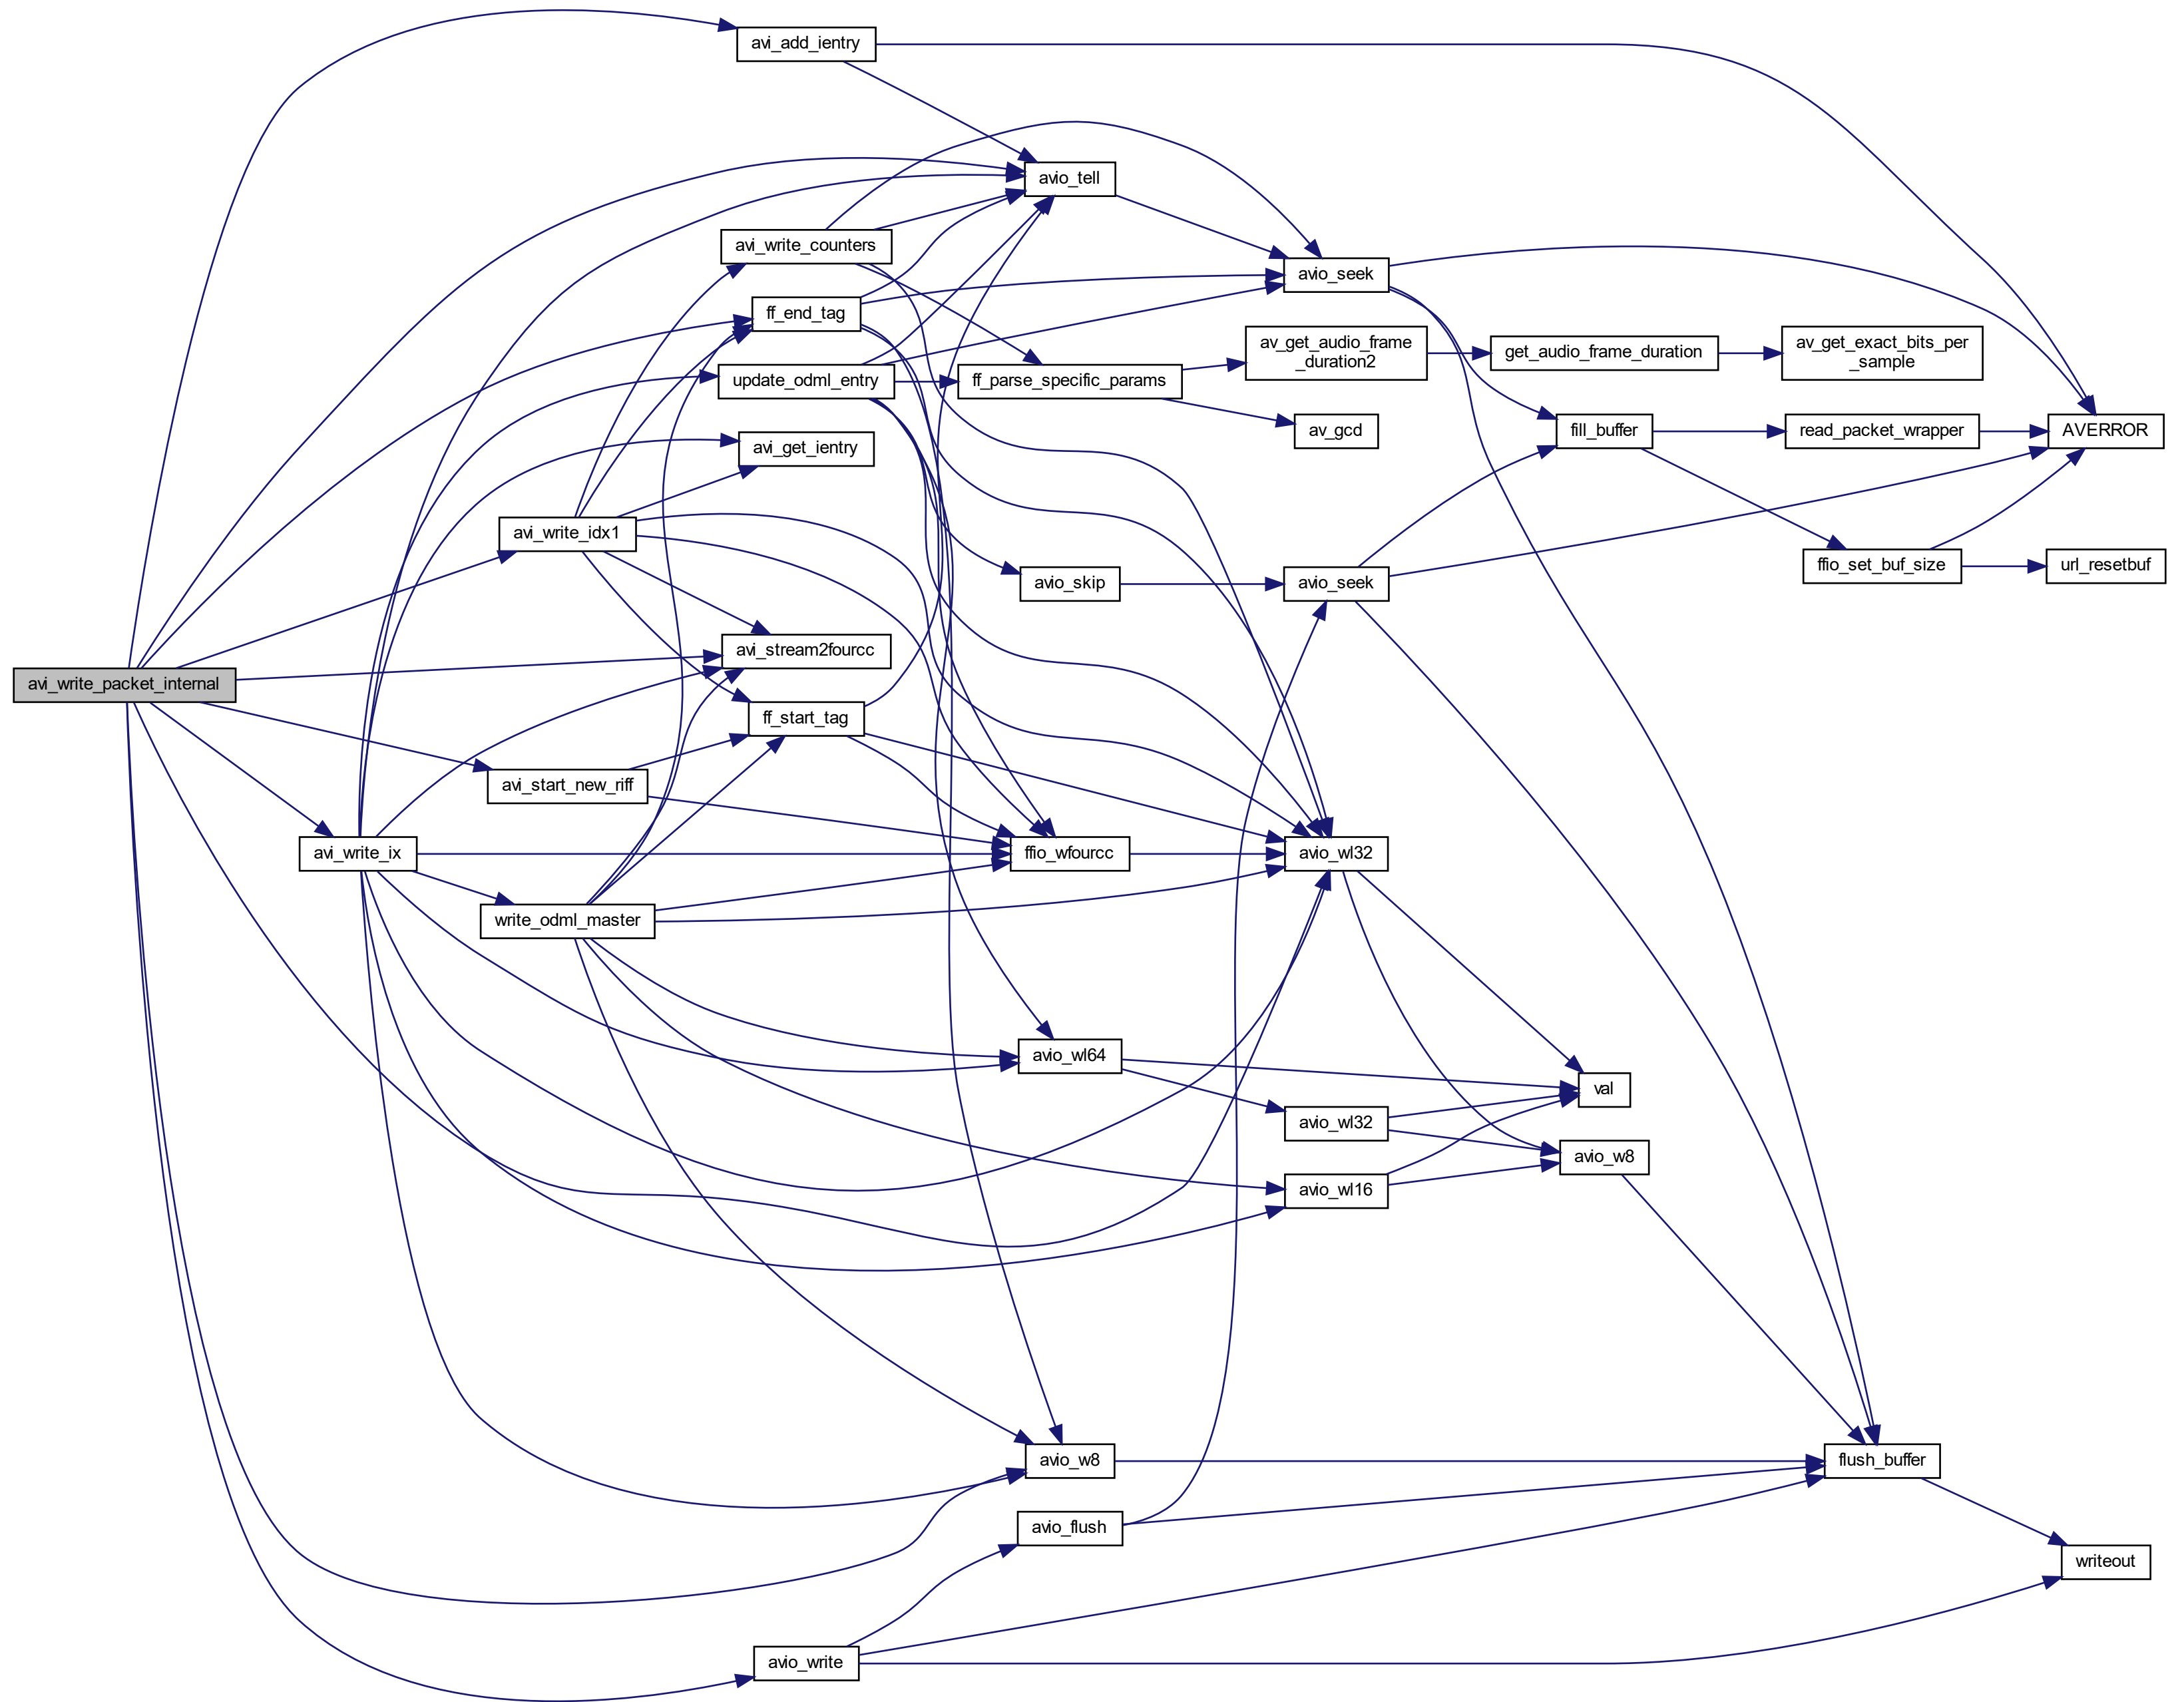 avi_add_ientry
avio_tell
avi_write_counters
avio_seek
ff_end_tag
av_get_audio_frame
_duration2
get_audio_frame_duration
av_get_exact_bits_per
_sample
update_odml_entry
ff_parse_specific_params
av_gcd
fill_buffer
read_packet_wrapper
AVERROR
avi_get_ientry
avi_write_idx1
avio_skip
avio_seek
ffio_set_buf_size
url_resetbuf
avi_stream2fourcc
avi_write_packet_internal
ff_start_tag
avi_start_new_riff
avi_write_ix
ffio_wfourcc
avio_wl32
write_odml_master
avio_wl64
val
avio_wl32
avio_w8
avio_wl16
avio_w8
flush_buffer
avio_flush
writeout
avio_write